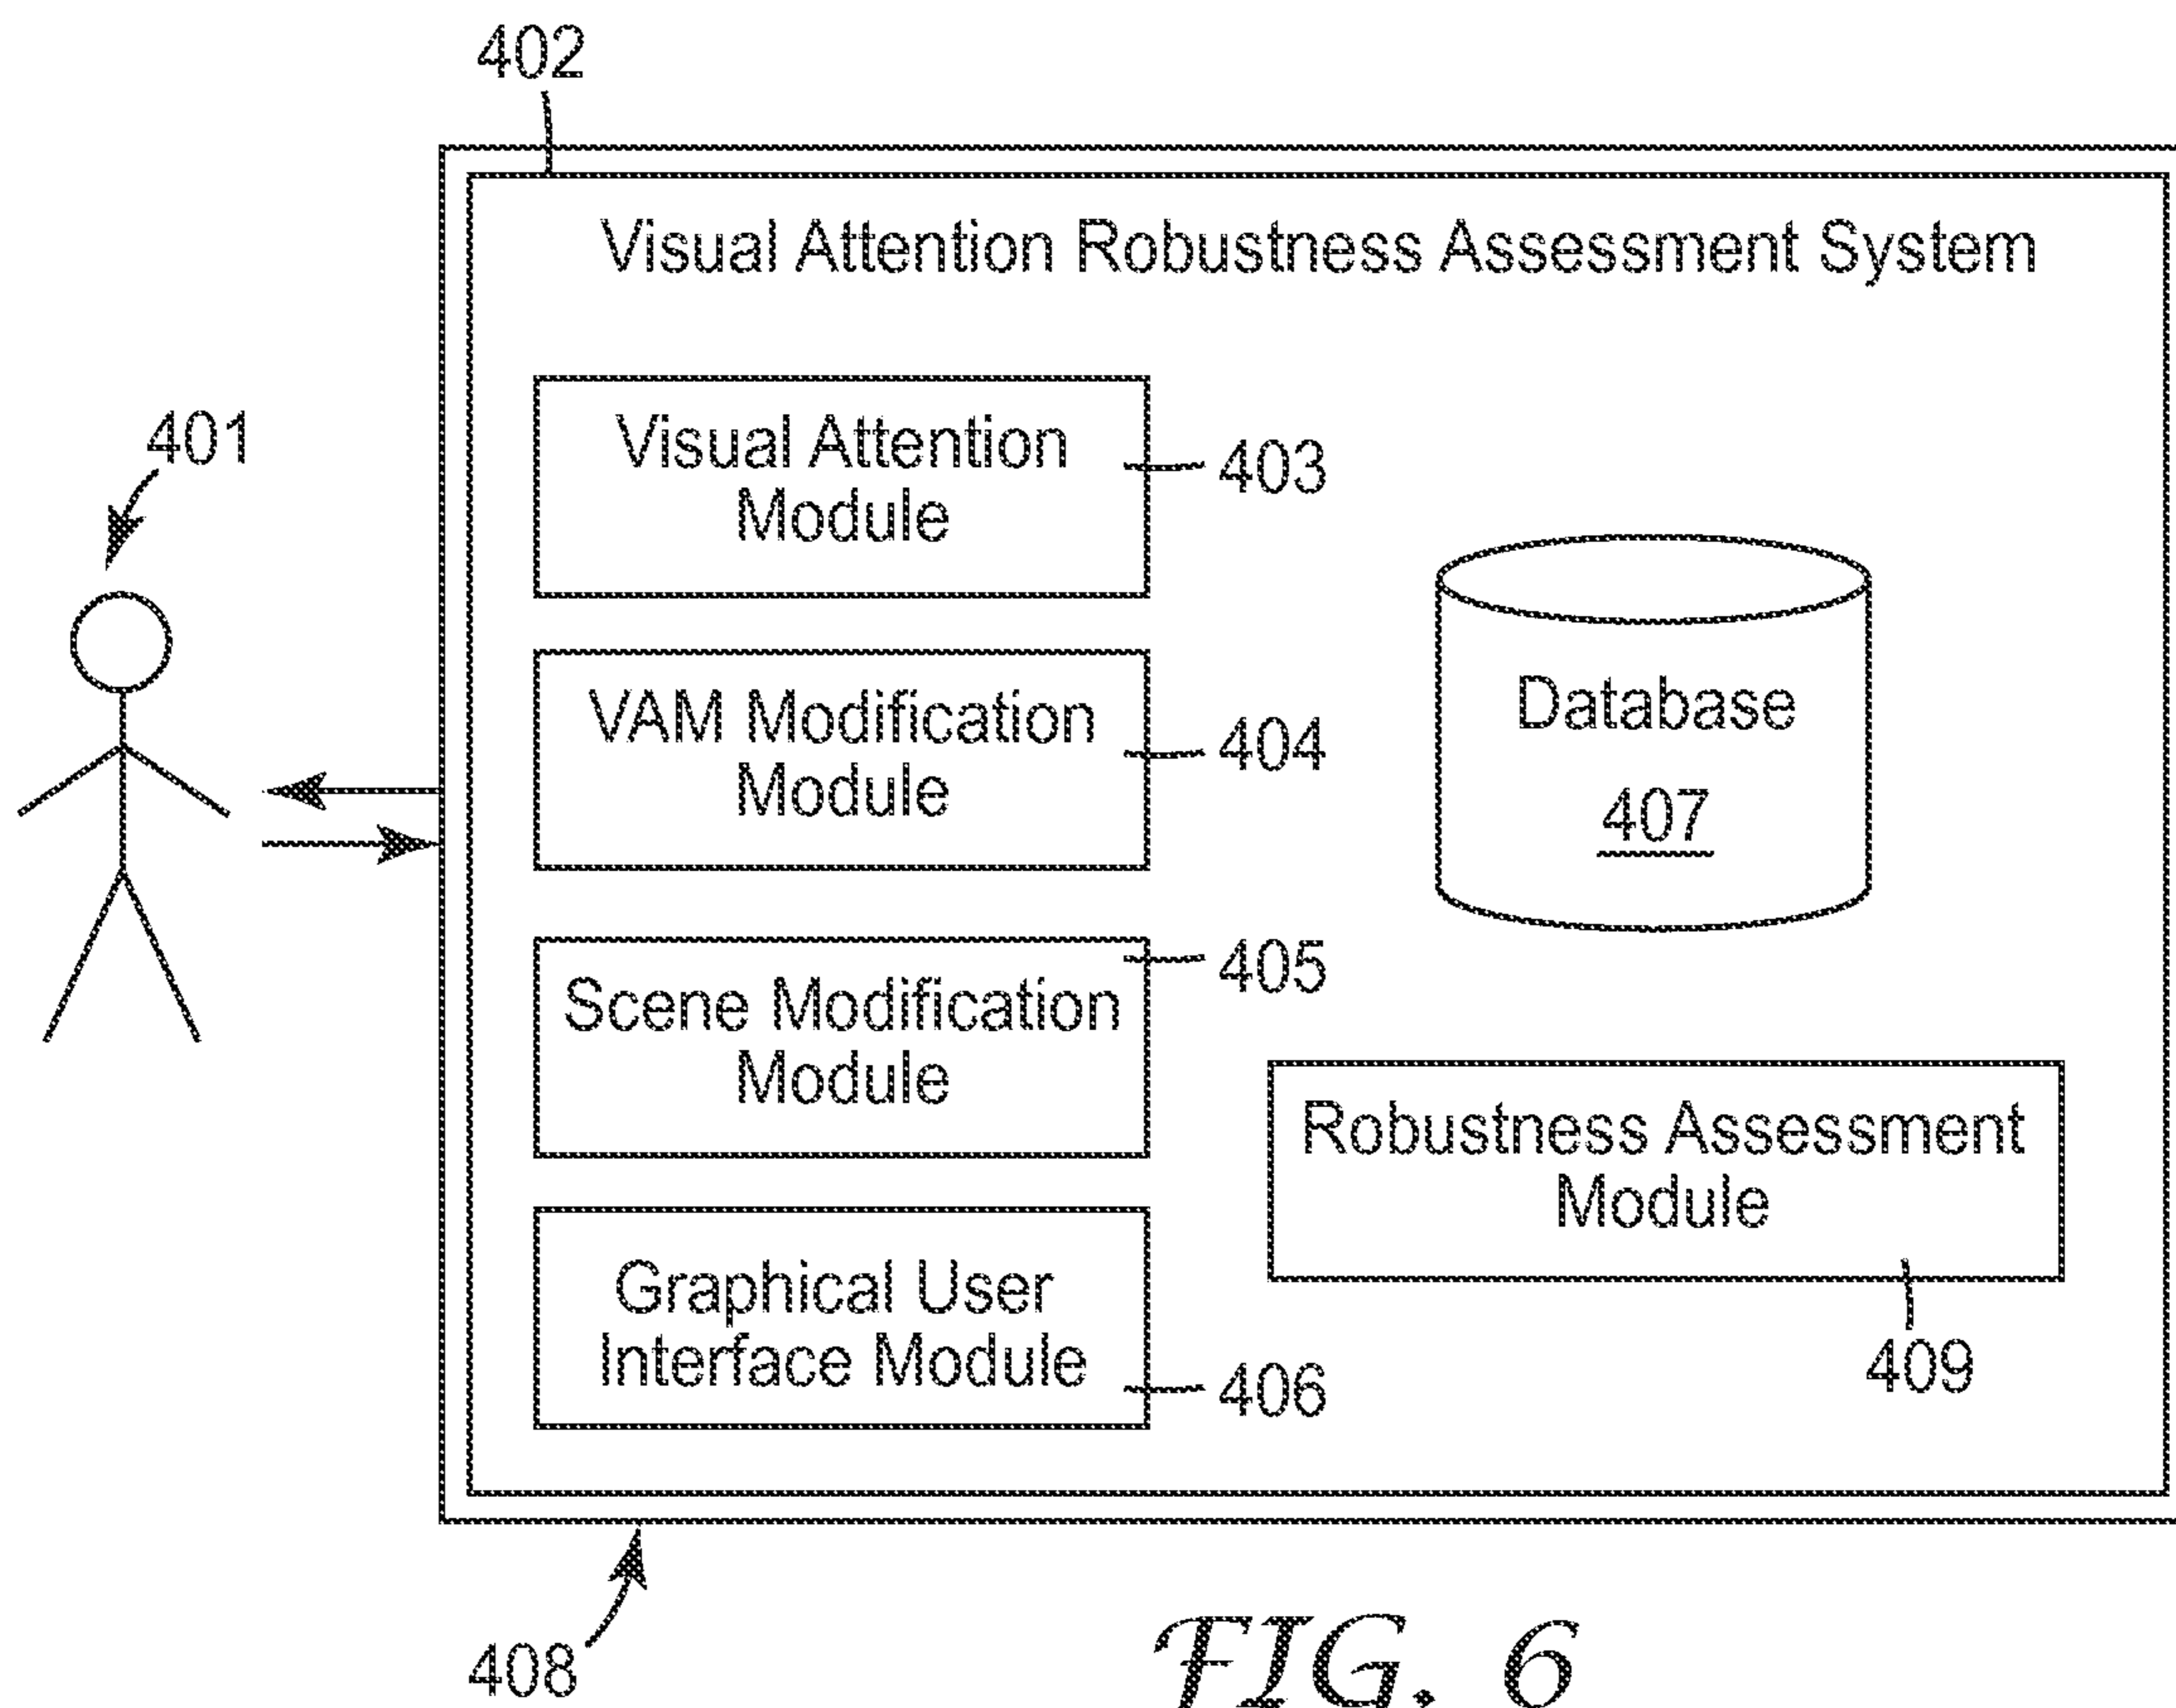 402
Visual Attention Robustness Assessment System
401
Visual Attention
Module
403
VAM Modification
Module
404
Database
407
Scene Modification
Module
405
Robustness Assessment
Module
409
Graphical User
Interface Module
406
408
FIG. 6